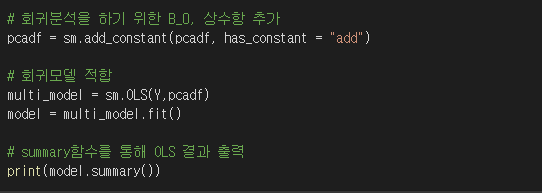 # 회귀분석을 하기 위한 B_0, 상수항 추가
pcadf = sm.add_constant(pcadf, has_constant = "add")
# 회귀모델 적합
multi_model = sm.OLS(Y,pcadf)
model = multi_model.fit()
# summary함수를 통해 OLS 결과 출력
print(model.summary())